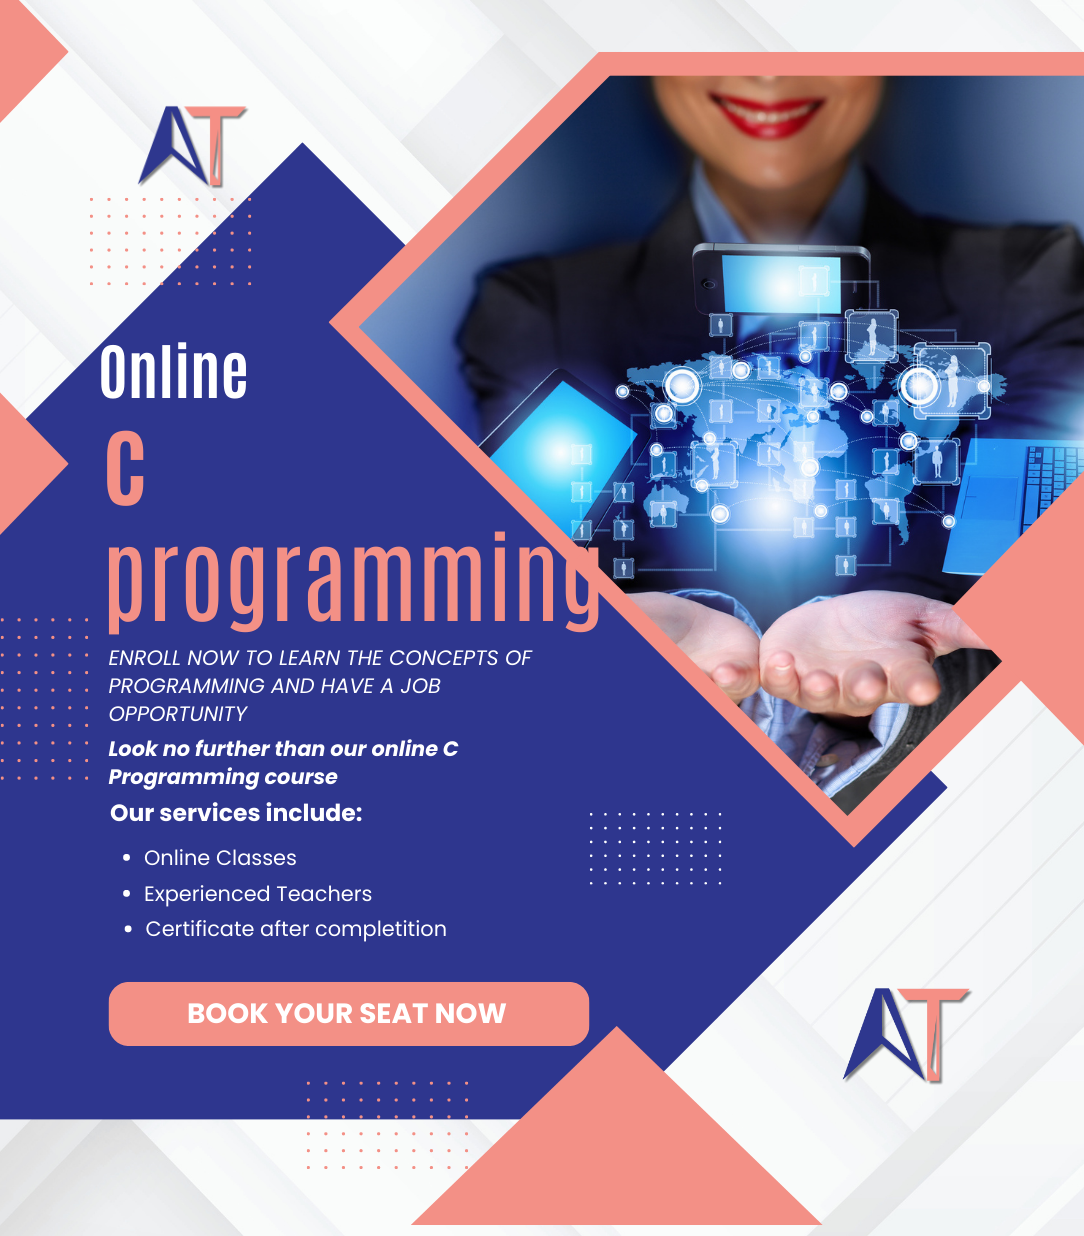 AT
Online
C
programming
ENROLL NOW TO LEARN THE CONCEPTS OF
PROGRAMMING AND HAVE A JOB
OPPORTUNITY
Look no further than our online C
Programming course
Our services include:
• Online Classes
• Experienced Teachers
• Certificate after completition
BOOK YOUR SEAT NOW
AT